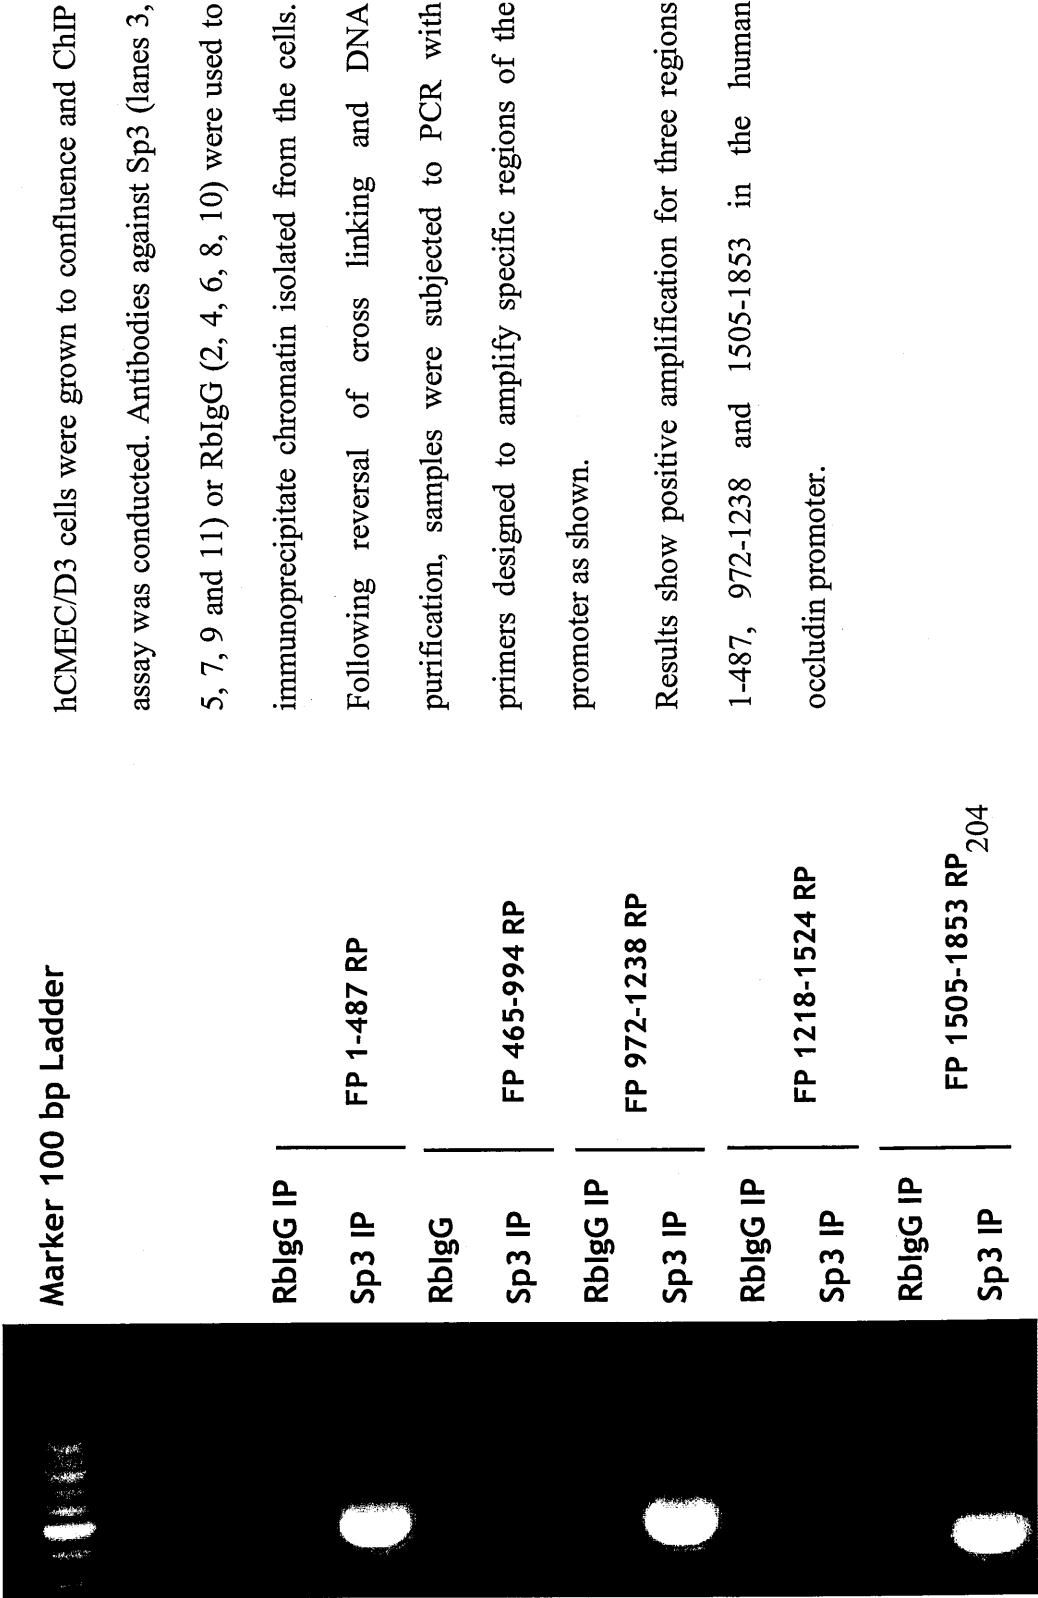 Marker 100 bp Ladder
RbIgG IP
Sp3 IP
FP 1-487 RP
RbIgG
Sp3 IP
FP 465-994 RP
RbIgG IP
Sp3 IP
FP 972-1238 RP
RbIgG IP
Sp3 IP
FP 1218-1524 RP
RbIgG IP
Sp3 IP
FP 1505-1853 RP
hCMEC/D3 cells were grown to confluence and ChIP
assay was conducted. Antibodies against Sp3 (lanes 3,
5, 7, 9 and 11) or RbIgG (2, 4, 6, 8, 10) were used to
immunoprecipitate chromatin isolated from the cells.
Following reversal of cross linking and DNA
purification, samples were subjected to PCR with
primers designed to amplify specific regions of the
promoter as shown.
Results show positive amplification for three regions
1-487, 972-1238 and 1505-1853 in the human
occludin promoter.
204